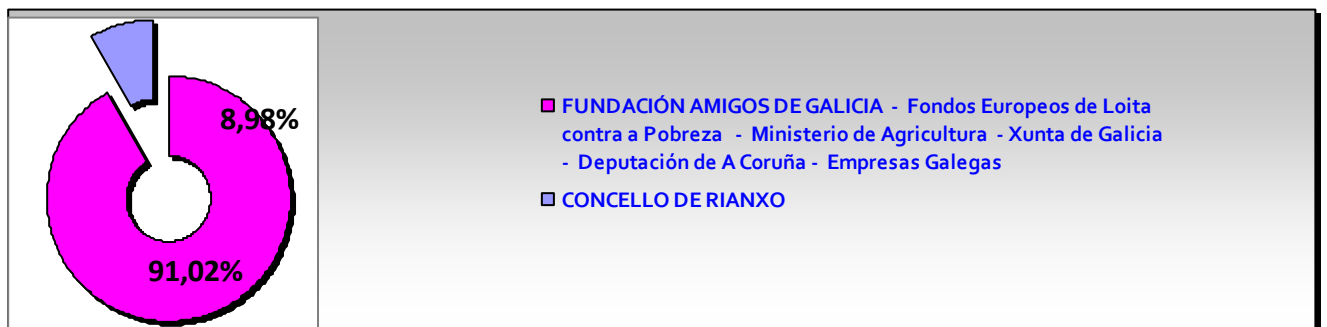 8,98%
91,02%
FUNDACIÓN AMIGOS DE GALICIA - Fondos Europeos de Loita
contra a Pobreza - Ministerio de Agricultura - Xunta de Galicia
- Deputación de A Coruña - Empresas Galegas
CONCELLO DE RIANXO